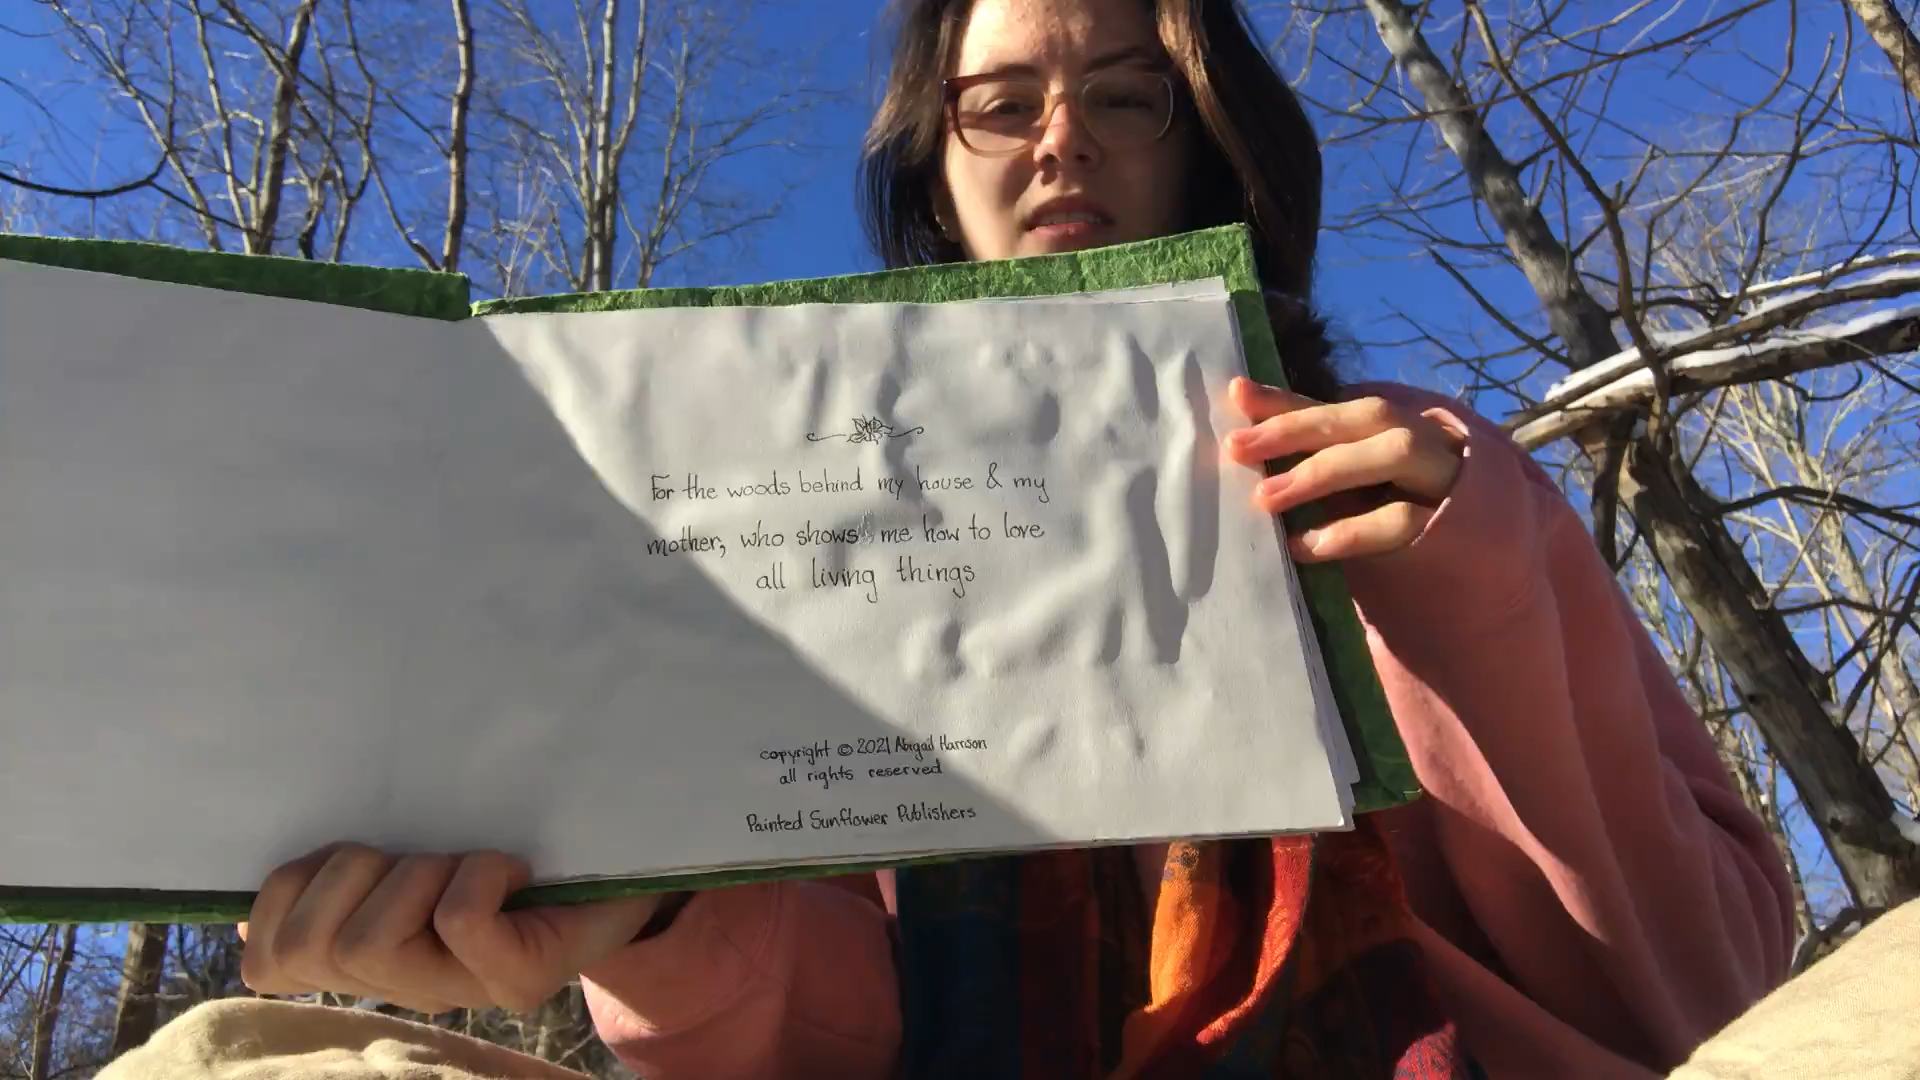 For the woods behind my house & my
mother, who shows me how to love
all living things
copyright © 2021 Abigail Harrison
all rights reserved
Painted Sunflower Publishers